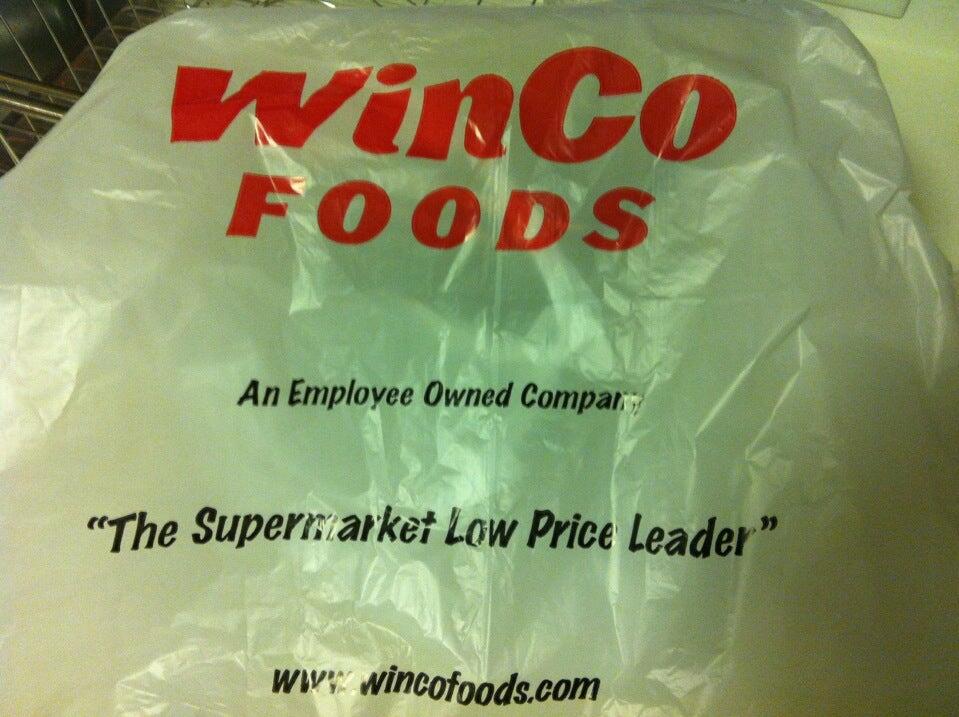 WinCo
FOODS
An Employee Owned Company
“The Supermarket Low Price Leader”
www.wincofoods.com